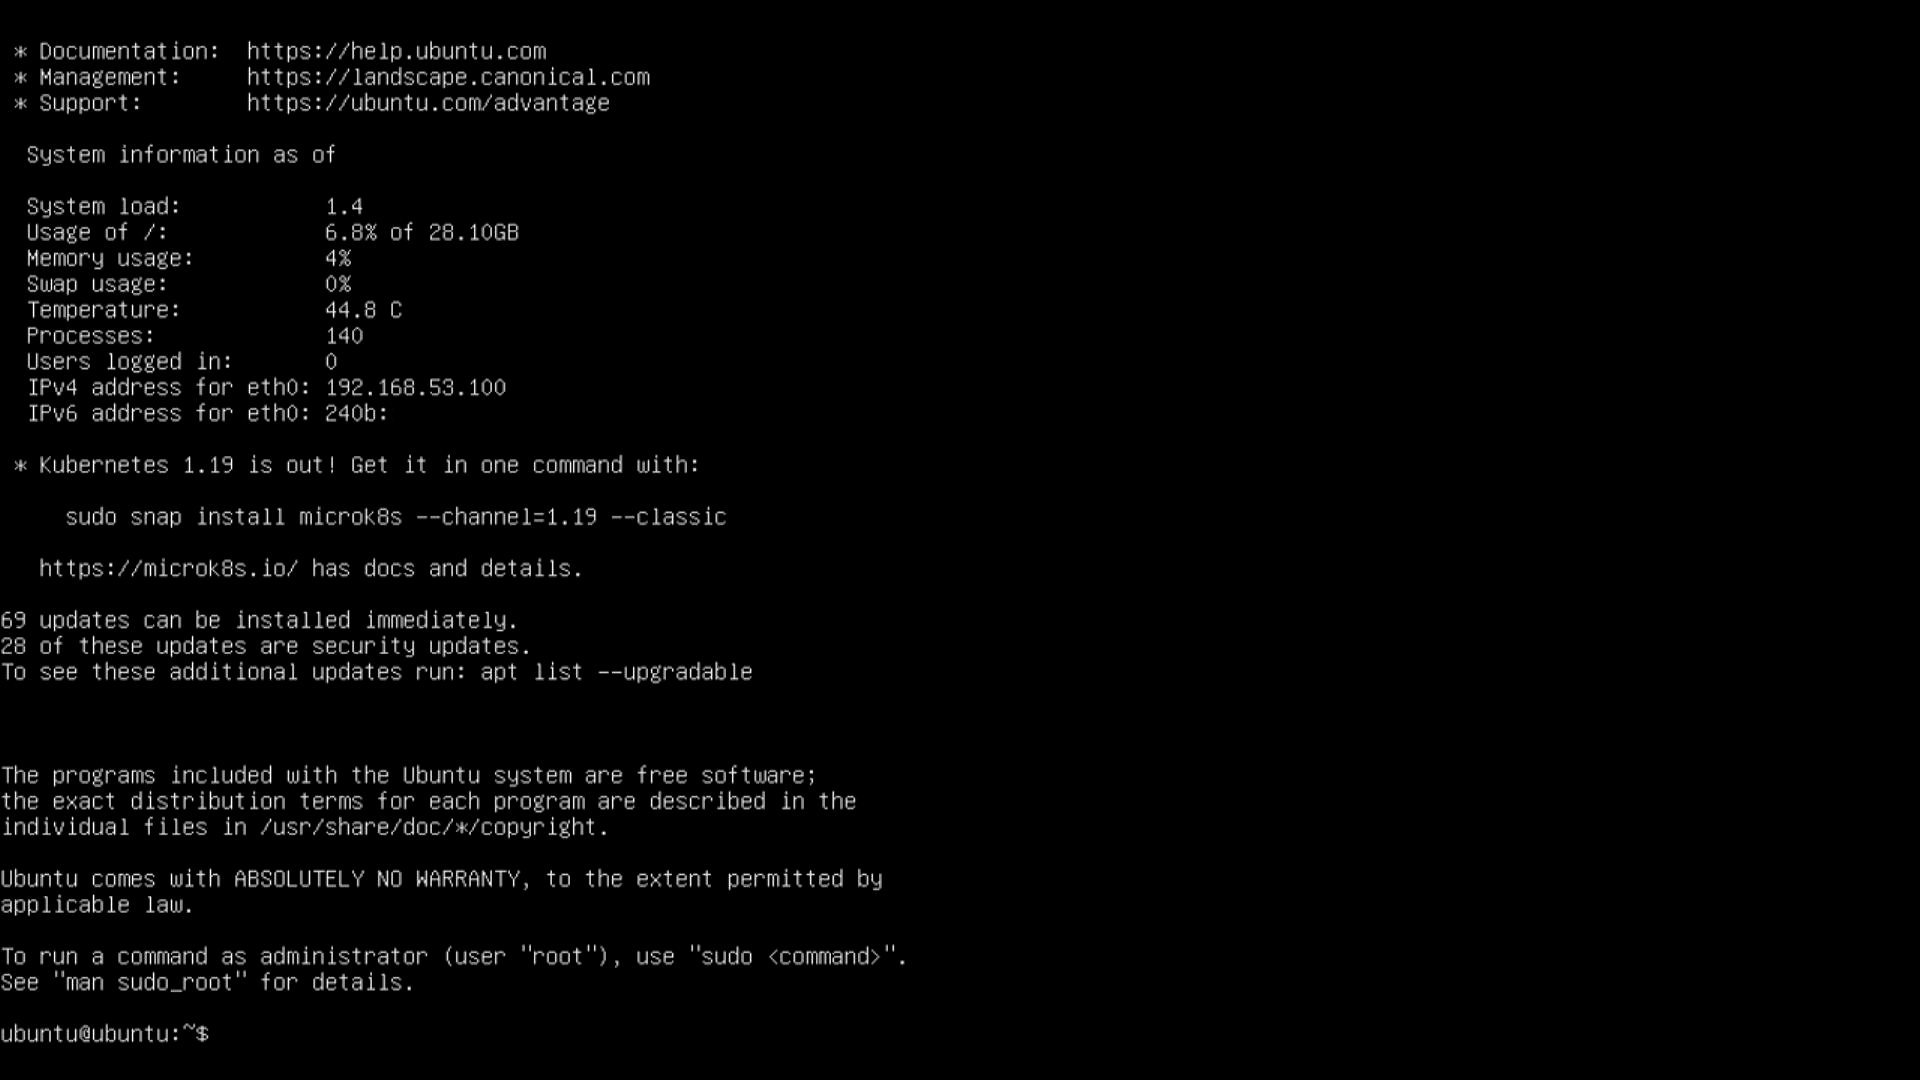 * Documentation:  https://help.ubuntu.com
* Management:     https://landscape.canonical.com
* Support:        https://ubuntu.com/advantage
System information as of
System load:           1.4
Usage of /:            6.8% of 28.10GB
Memory usage:          4%
Swap usage:            0%
Temperature:           44.8 C
Processes:             140
Users logged in:       0
IPv4 address for eth0: 192.168.53.100
IPv6 address for eth0: 240b:
* Kubernetes 1.19 is out! Get it in one command with:
sudo snap install microk8s --channel=1.19 --classic
https://microk8s.io/ has docs and details.
69 updates can be installed immediately.
28 of these updates are security updates.
To see these additional updates run: apt list --upgradable
The programs included with the Ubuntu system are free software;
the exact distribution terms for each program are described in the
individual files in /usr/share/doc/*/copyright.
Ubuntu comes with ABSOLUTELY NO WARRANTY, to the extent permitted by
applicable law.
To run a command as administrator (user "root"), use "sudo <command>".
See "man sudo_root" for details.
ubuntu@ubuntu:~$